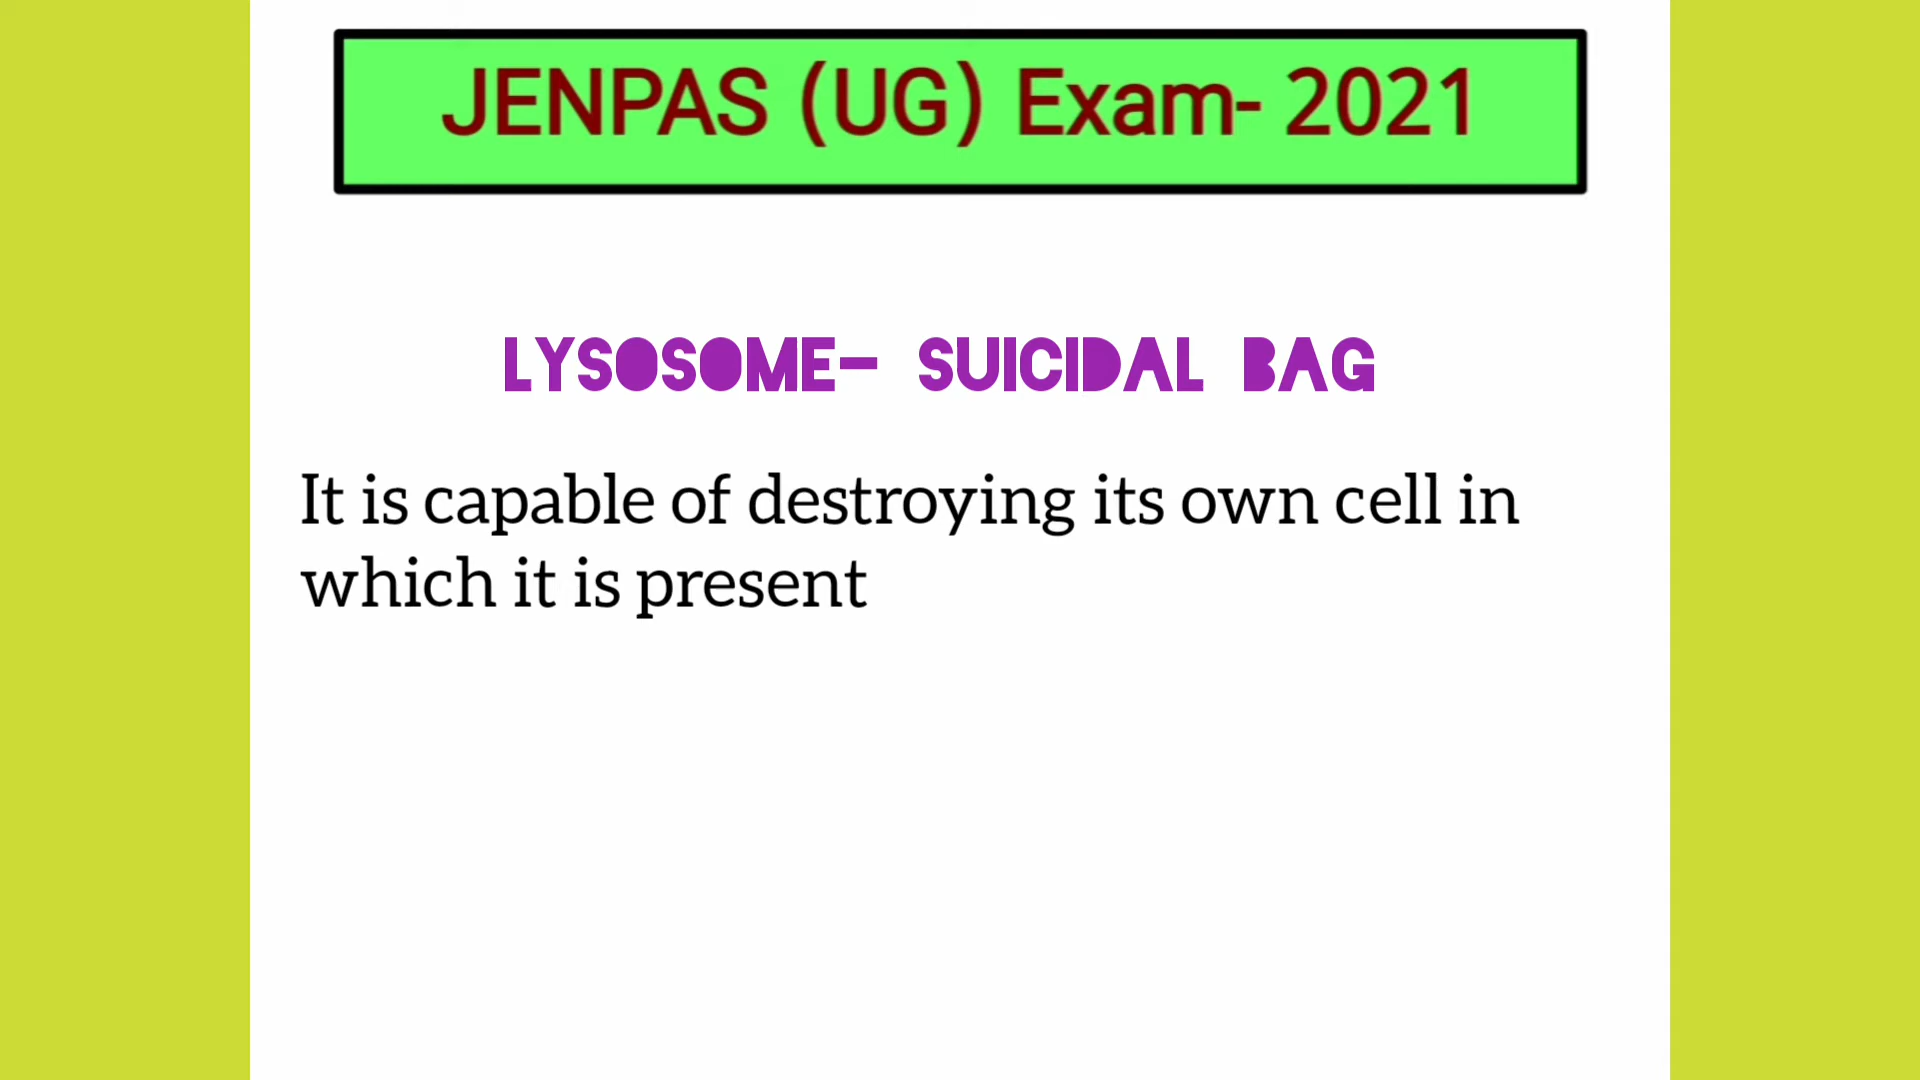 JENPAS (UG) Exam- 2021
LYSOSOME- SUICIDAL BAG
It is capable of destroying its own cell in
which it is present